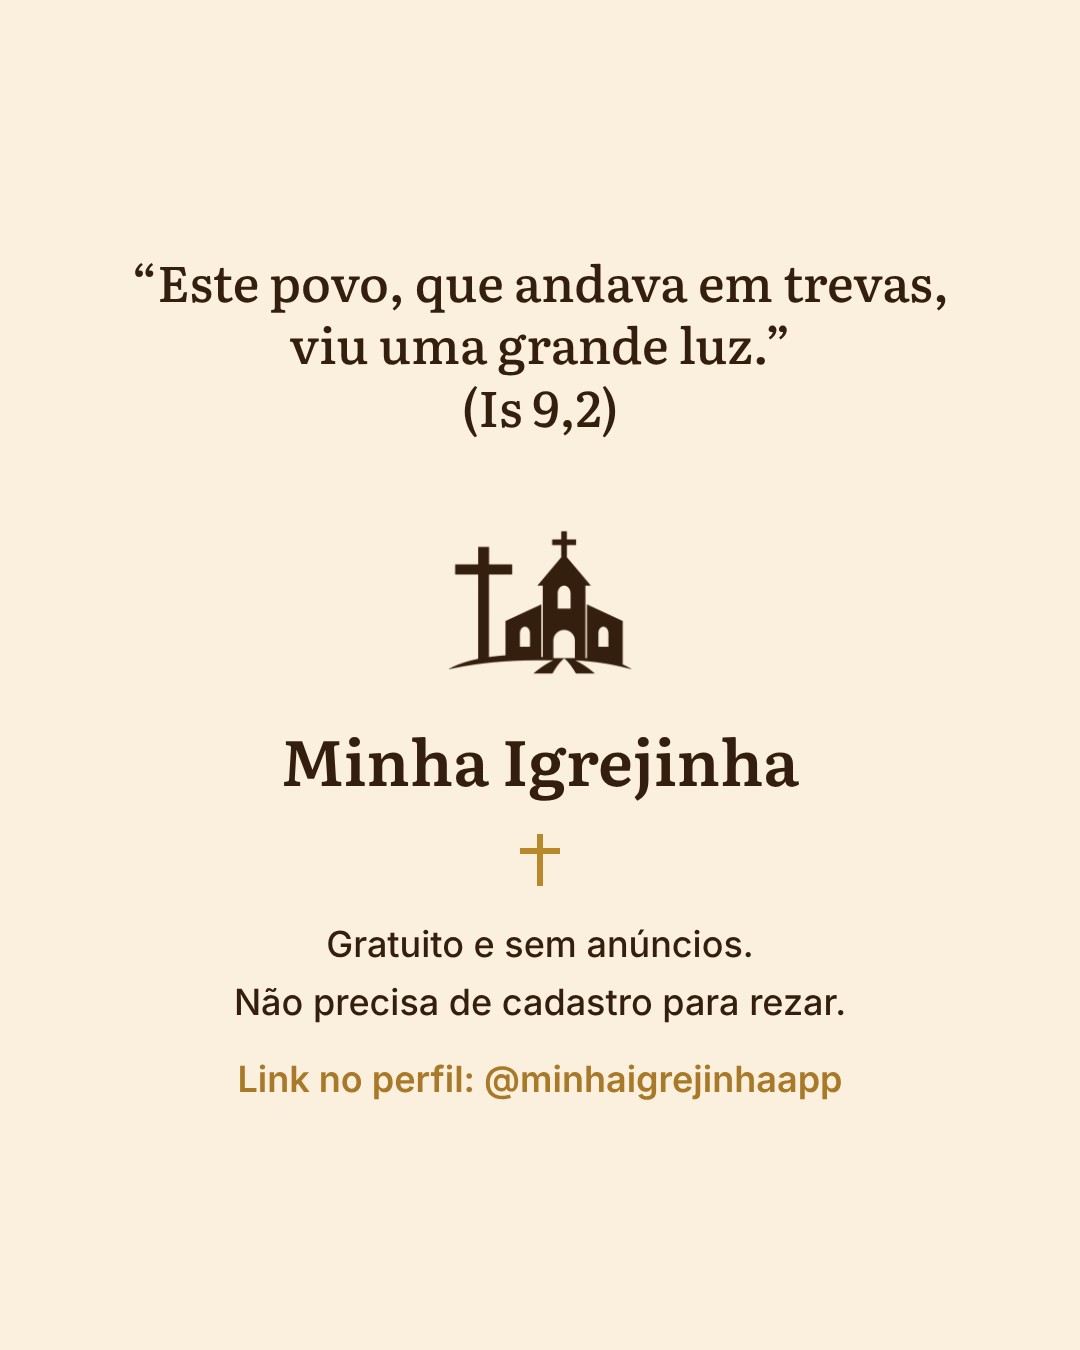 “Este povo, que andava em trevas,
viu uma grande luz.”
(Is 9,2)
Minha Igrejinha
Gratuito e sem anúncios.
Não precisa de cadastro para rezar.
Link no perfil: @minhaigrejinhaapp